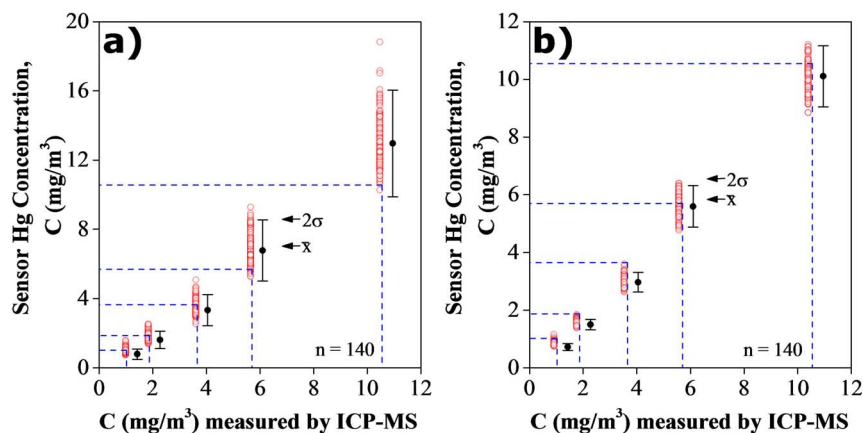 a)
20
16
12
8
4
0
Sensor Hg Concentration,
C (mg/m³)
2σ
x̄
n = 140
0 2 4 6 8 10 12
C (mg/m³) measured by ICP-MS
b)
12
10
8
6
4
2
0
Sensor Hg Concentration,
C (mg/m³)
2σ
x̄
n = 140
0 2 4 6 8 10 12
C (mg/m³) measured by ICP-MS